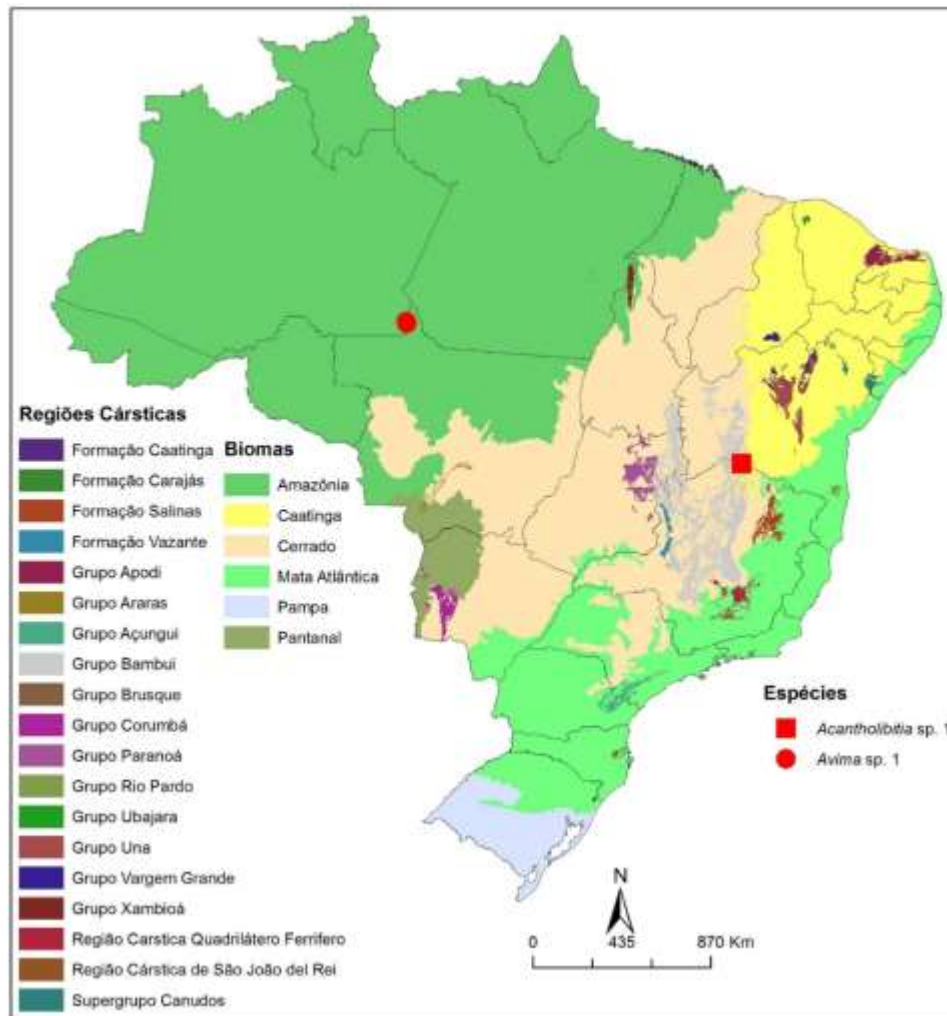 Regiões Cársticas
Formação Caatinga
Formação Carajás
Formação Salinas
Formação Vazante
Grupo Apodi
Grupo Araras
Grupo Açungui
Grupo Bambuí
Grupo Brusque
Grupo Corumbá
Grupo Paranoá
Grupo Rio Pardo
Grupo Ubajara
Grupo Una
Grupo Vargem Grande
Grupo Xambioá
Região Carstica Quadrilátero Ferrífero
Região Cárstica de São João del Rei
Supergrupo Canudos
Biomas
Amazônia
Caatinga
Cerrado
Mata Atlântica
Pampa
Pantanal
Espécies
Acantholibitia sp. 1
Avima sp. 1
N
0 435 870 Km